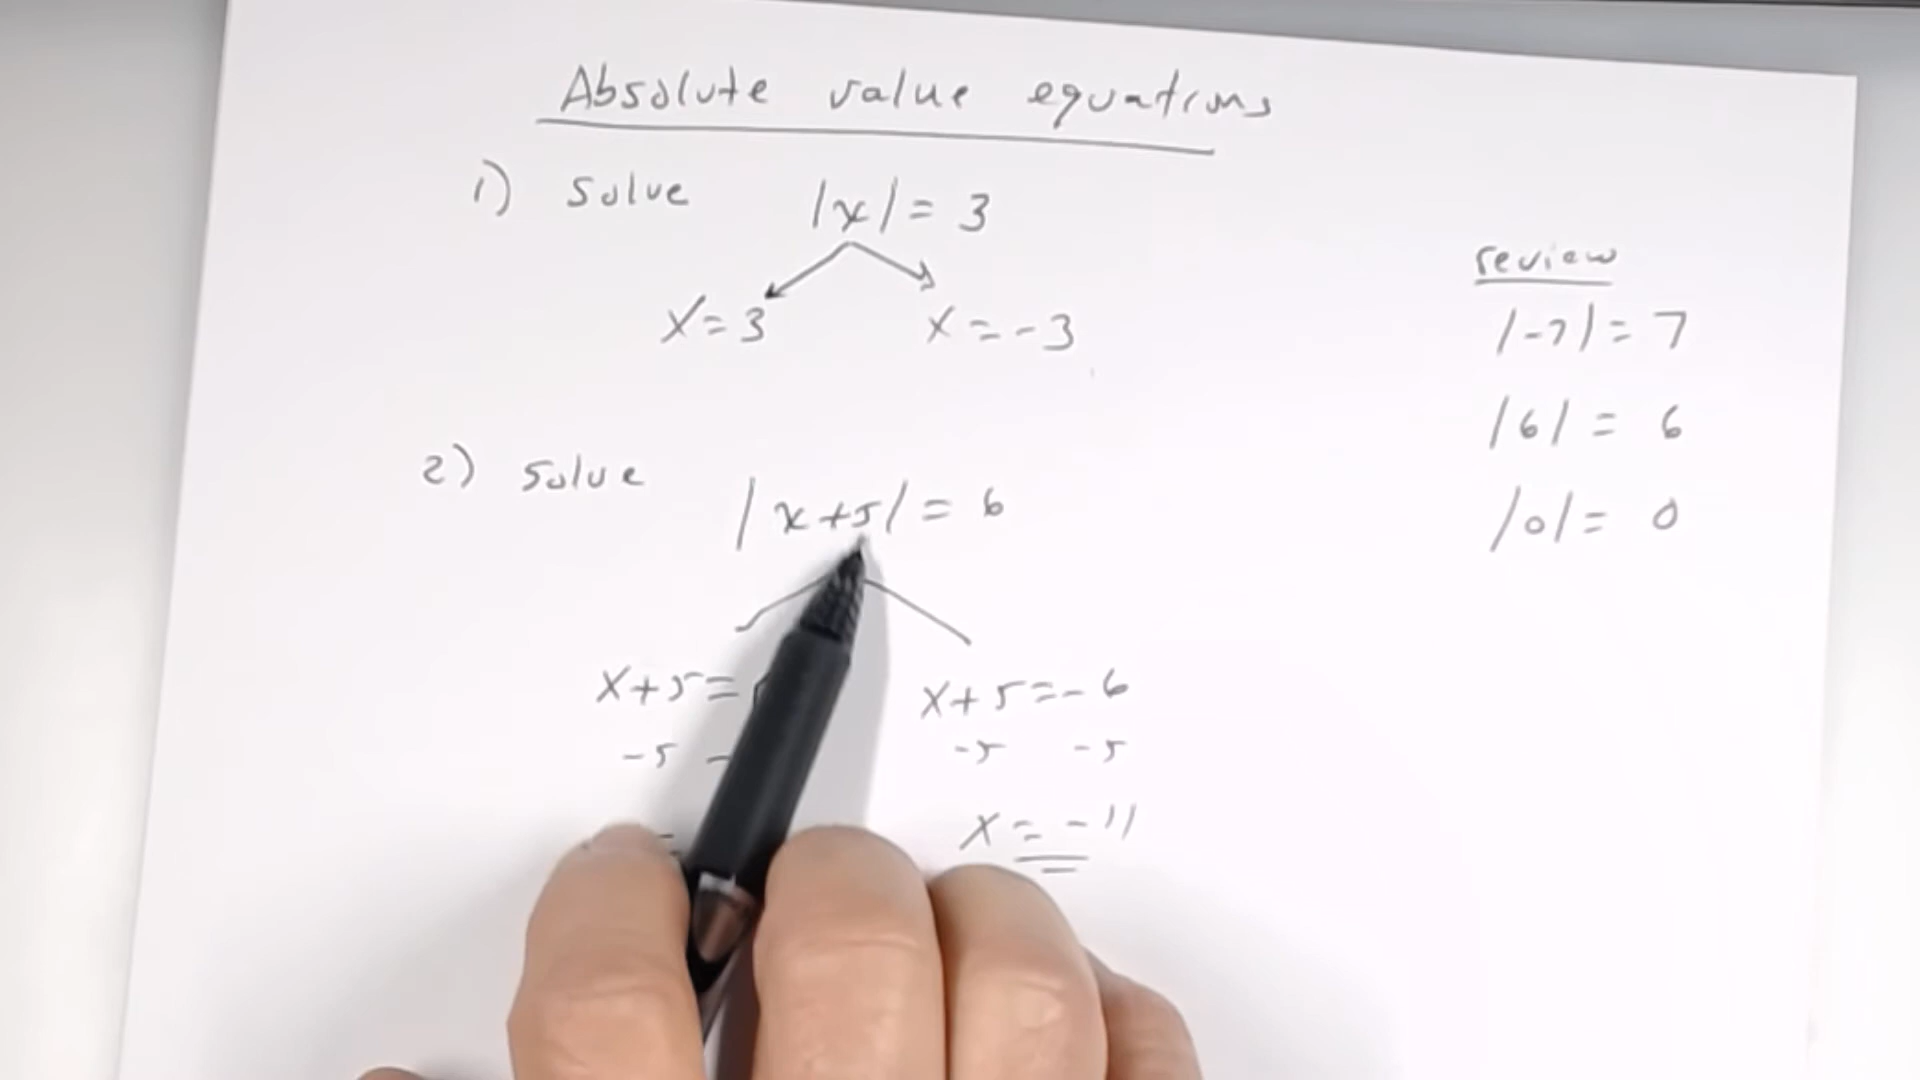 Absolute value equations
1) Solve |x| = 3
x = 3 x = -3
2) Solve |x+5| = 6
x+5= x+5=-6
-5 - -5 -5
= x = -11
review
|-7| = 7
|6| = 6
|0| = 0